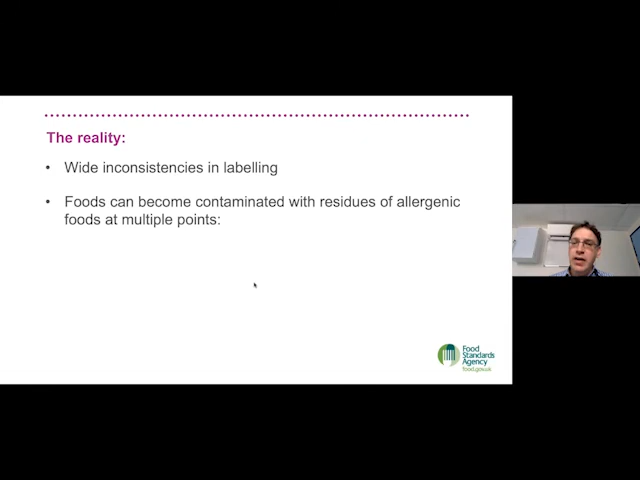 The reality:
• Wide inconsistencies in labelling
• Foods can become contaminated with residues of allergenic
foods at multiple points:
Food
Standards
Agency
food.gov.uk